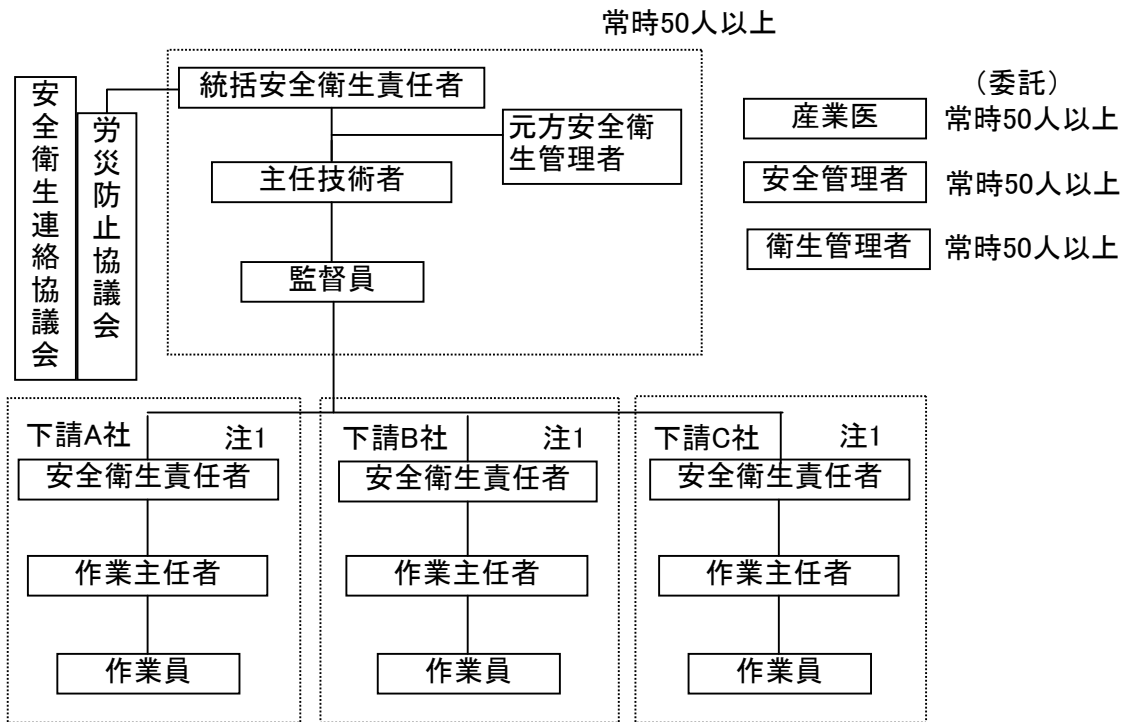 常時50人以上
安全衛生連絡協議会
労災防止協議会
統括安全衛生責任者
元方安全衛
生管理者
主任技術者
監督員
（委託）
産業医 常時50人以上
安全管理者 常時50人以上
衛生管理者 常時50人以上
下請A社 注1
安全衛生責任者
作業主任者
作業員
下請B社 注1
安全衛生責任者
作業主任者
作業員
下請C社 注1
安全衛生責任者
作業主任者
作業員